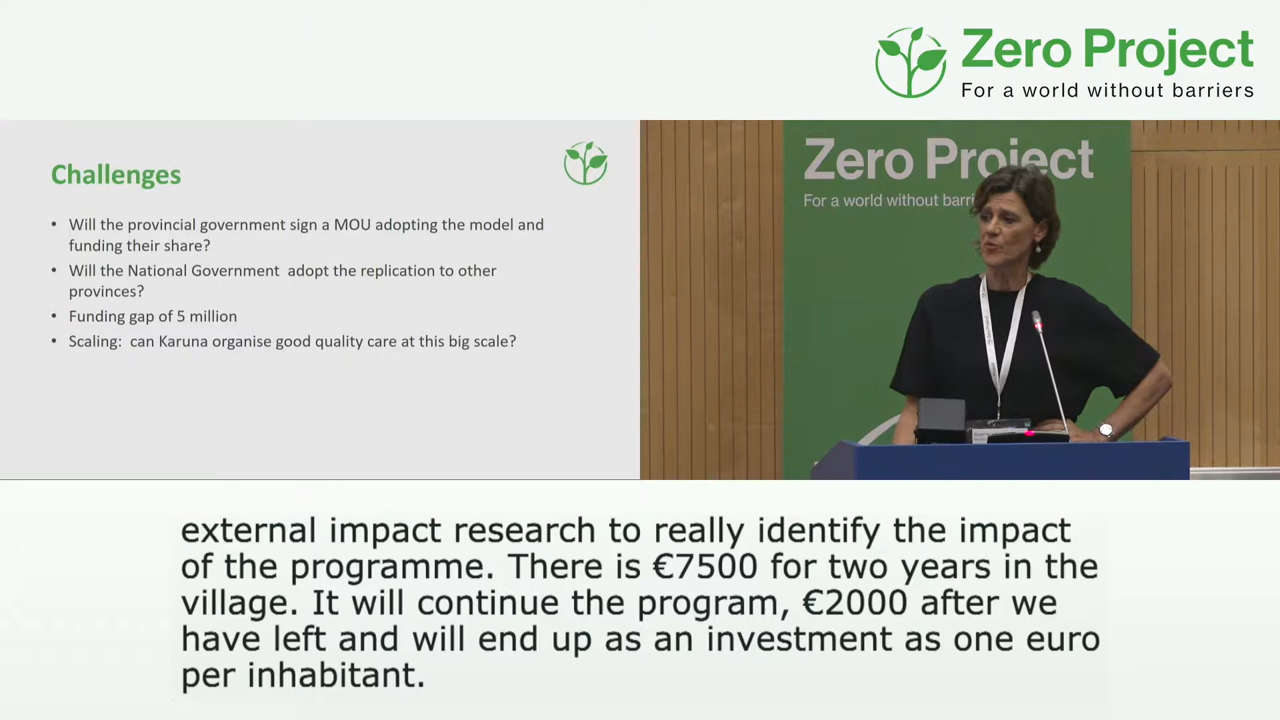 Zero Project
For a world without barriers
Challenges
• Will the provincial government sign a MOU adopting the model and
funding their share?
• Will the National Government adopt the replication to other
provinces?
• Funding gap of 5 million
• Scaling: can Karuna organise good quality care at this big scale?
Zero Project
For a world without barri
external impact research to really identify the impact
of the programme. There is €7500 for two years in the
village. It will continue the program, €2000 after we
have left and will end up as an investment as one euro
per inhabitant.